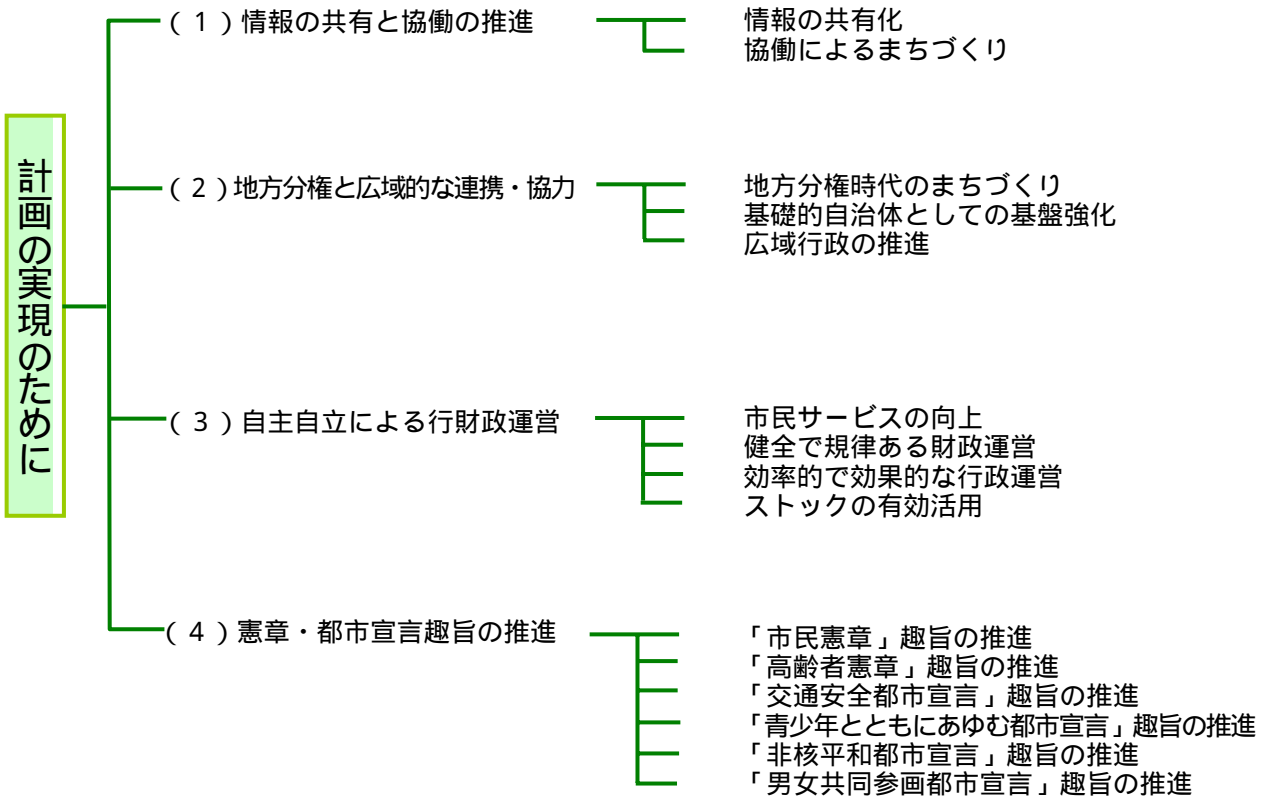 計画の実現のために
(1)情報の共有と協働の推進
情報の共有化
協働によるまちづくり
(2)地方分権と広域的な連携・協力
地方分権時代のまちづくり
基礎的自治体としての基盤強化
広域行政の推進
(3)自主自立による行財政運営
市民サービスの向上
健全で規律ある財政運営
効率的で効果的な行政運営
ストックの有効活用
(4)憲章・都市宣言趣旨の推進
「市民憲章」趣旨の推進
「高齢者憲章」趣旨の推進
「交通安全都市宣言」趣旨の推進
「青少年とともにあゆむ都市宣言」趣旨の推進
「非核平和都市宣言」趣旨の推進
「男女共同参画都市宣言」趣旨の推進